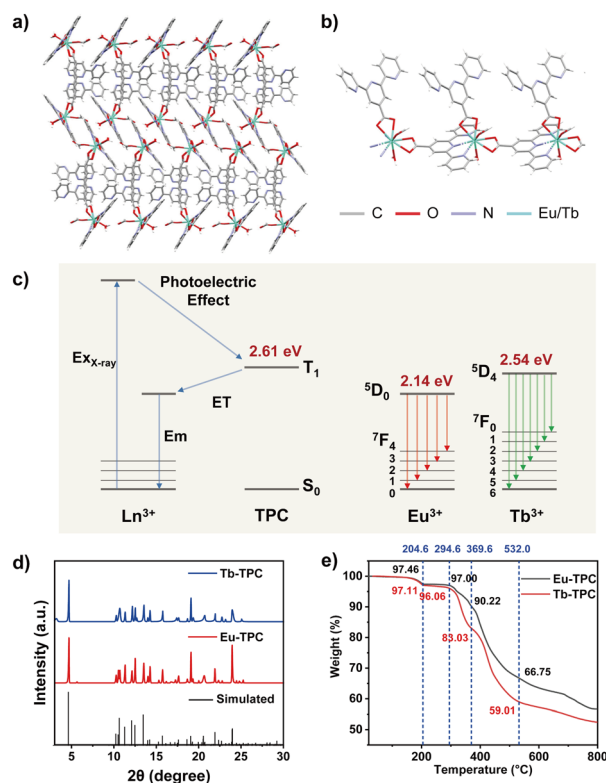 a)
b)
C O N Eu/Tb
c)
Photoelectric
Effect
2.61 eV
Ex_X-ray
T₁
ET
Em
S₀
Ln³⁺
TPC
2.14 eV
⁵D₀
⁷F₄
3
2
1
0
Eu³⁺
2.54 eV
⁵D₄
⁷F₀
1
2
3
4
5
6
Tb³⁺
d)
Intensity (a.u.)
Tb-TPC
Eu-TPC
Simulated
5 10 15 20 25 30
2θ (degree)
e)
204.6 294.6 369.6 532.0
97.46
97.00
Eu-TPC
Tb-TPC
97.11
96.06
90.22
83.03
66.75
59.01
Weight (%)
100
90
80
70
60
50
200 400 600 800
Temperature (°C)